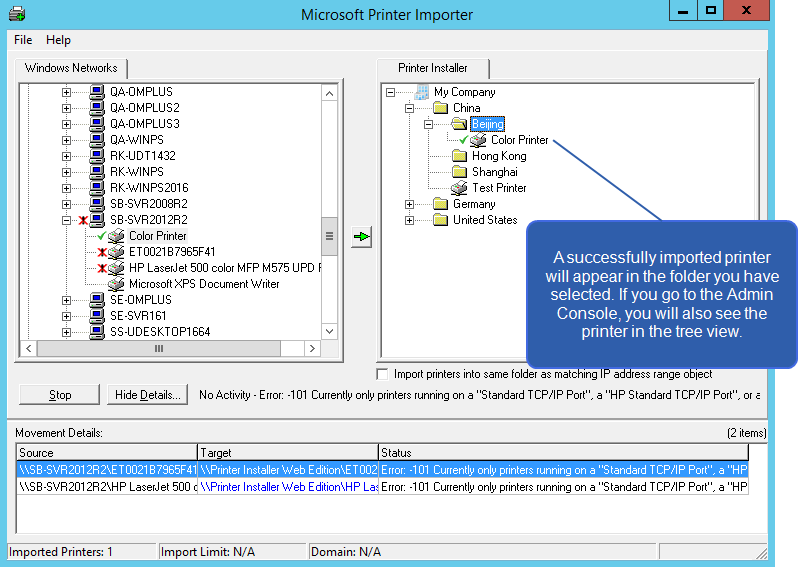 Microsoft Printer Importer
File Help
Windows Networks
QA-OMPLUS
QA-OMPLUS2
QA-OMPLUS3
QA-WINPS
RK-UDT1432
RK-WINPS
RK-WINPS2016
SB-SVR2008R2
SB-SVR2012R2
Color Printer
ET0021B7965F41
HP LaserJet 500 color MFP M575 UPD F
Microsoft XPS Document Writer
SE-OMPLUS
SE-SVR161
SS-UDESKTOP1664
Printer Installer
My Company
China
Beijing
Color Printer
Hong Kong
Shanghai
Test Printer
Germany
United States
A successfully imported printer
will appear in the folder you have
selected. If you go to the Admin
Console, you will also see the
printer in the tree view.
Import printers into same folder as matching IP address range object
Stop Hide Details... No Activity - Error: -101 Currently only printers running on a "Standard TCP/IP Port", a "HP Standard TCP/IP Port", or a
Movement Details: (2 items)
Source Target Status
\\SB-SVR2012R2\ET0021B7965F41 \\Printer Installer Web Edition\ET002 Error: -101 Currently only printers running on a "Standard TCP/IP Port", a "HP
\\SB-SVR2012R2\HP LaserJet 500 c \\Printer Installer Web Edition\HP Las Error: -101 Currently only printers running on a "Standard TCP/IP Port", a "HP
Imported Printers: 1 Import Limit: N/A Domain: N/A